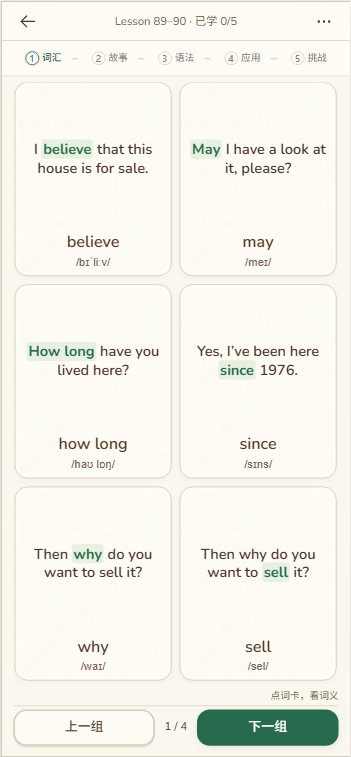 Lesson 89–90 · 已学 0/5
1 词汇 – 2 故事 – 3 语法 – 4 应用 – 5 挑战
I believe that this
house is for sale.
believe
/bɪˈliːv/
May I have a look at
it, please?
may
/meɪ/
How long have you
lived here?
how long
/haʊ lɒŋ/
Yes, I’ve been here
since 1976.
since
/sɪns/
Then why do you
want to sell it?
why
/waɪ/
Then why do you
want to sell it?
sell
/sel/
点词卡，看词义
上一组
1 / 4
下一组